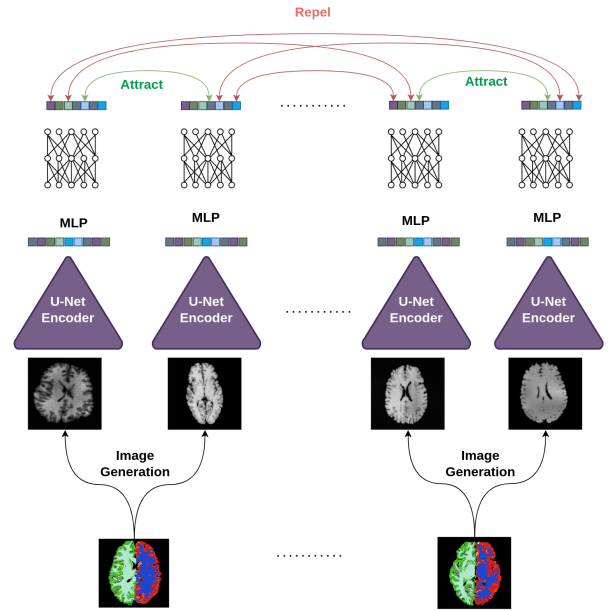 Repel
Attract
Attract
MLP
MLP
MLP
MLP
U-Net
Encoder
U-Net
Encoder
U-Net
Encoder
U-Net
Encoder
Image
Generation
Image
Generation